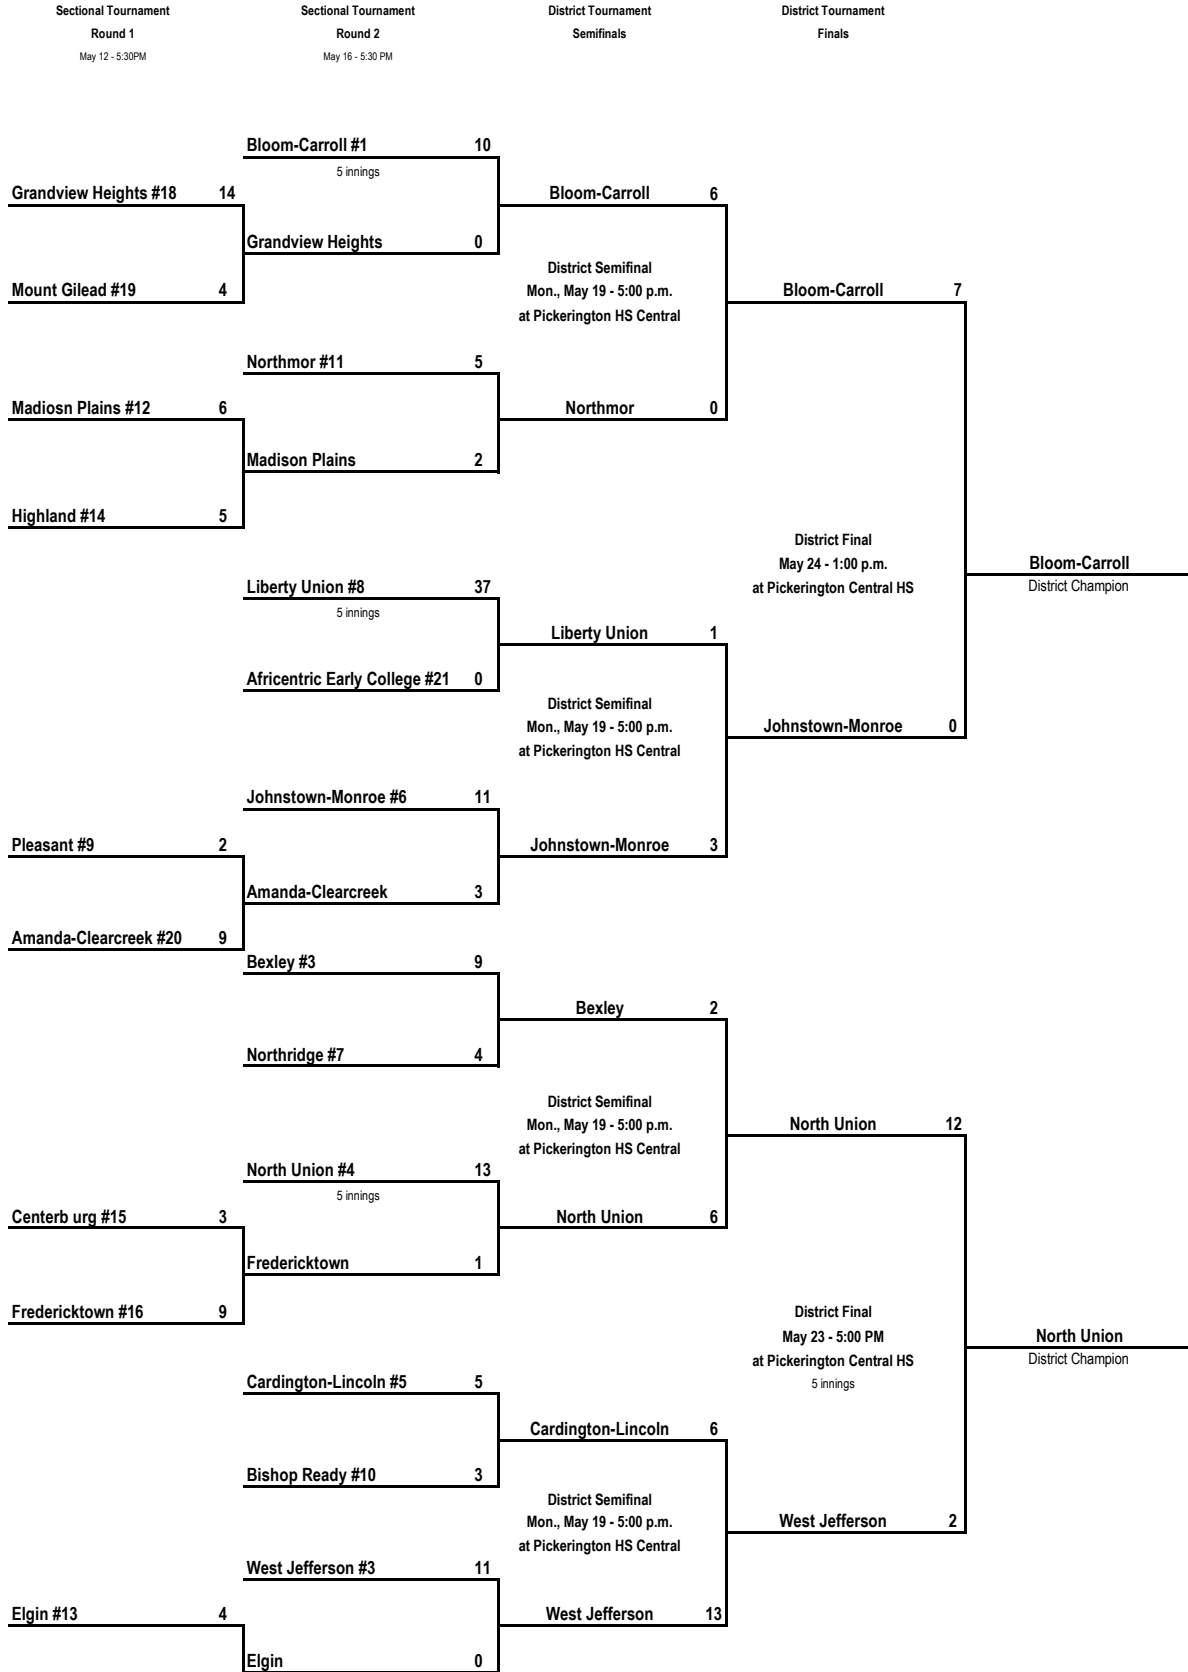 Sectional Tournament Sectional Tournament District Tournament District Tournament
Round 1 Round 2 Semifinals Finals
May 12 - 5:30PM May 16 - 5:30 PM
Bloom-Carroll #1 10
5 innings
Grandview Heights #18 14 Bloom-Carroll 6
Grandview Heights 0
District Semifinal
Mount Gilead #19 4 Mon., May 19 - 5:00 p.m. Bloom-Carroll 7
at Pickerington HS Central
Northmor #11 5
Madiosn Plains #12 6 Northmor 0
Madison Plains 2
Highland #14 5
District Final
May 24 - 1:00 p.m. Bloom-Carroll
Liberty Union #8 37 at Pickerington Central HS District Champion
5 innings
Liberty Union 1
Africentric Early College #21 0
District Semifinal
Mon., May 19 - 5:00 p.m. Johnstown-Monroe 0
at Pickerington HS Central
Johnstown-Monroe #6 11
Pleasant #9 2 Johnstown-Monroe 3
Amanda-Clearcreek 3
Amanda-Clearcreek #20 9
Bexley #3 9
Bexley 2
Northridge #7 4
District Semifinal
Mon., May 19 - 5:00 p.m. North Union 12
at Pickerington HS Central
North Union #4 13
5 innings
Centerb urg #15 3 North Union 6
Fredericktown 1
Fredericktown #16 9 District Final
May 23 - 5:00 PM North Union
at Pickerington Central HS District Champion
Cardington-Lincoln #5 5 5 innings
Cardington-Lincoln 6
Bishop Ready #10 3
District Semifinal
Mon., May 19 - 5:00 p.m. West Jefferson 2
at Pickerington HS Central
West Jefferson #3 11
Elgin #13 4 West Jefferson 13
Elgin 0